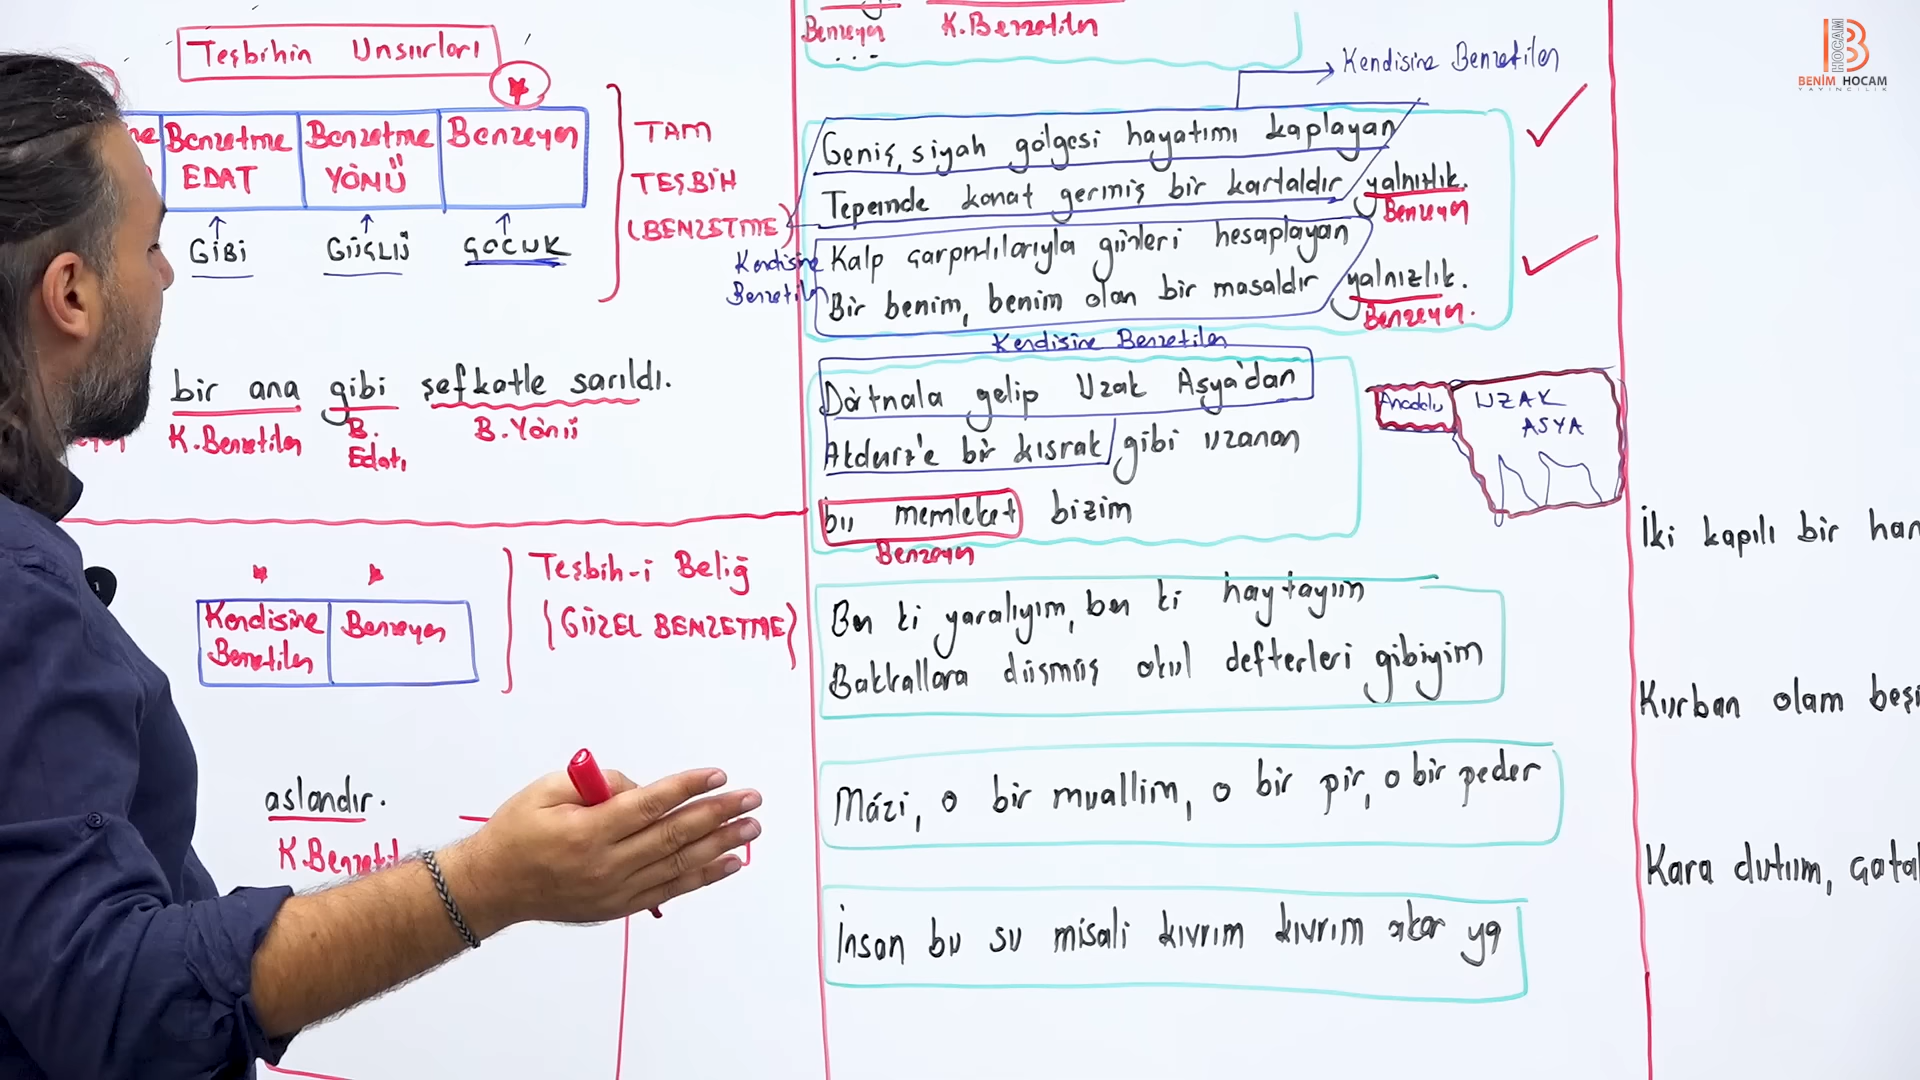 Teşbihin Unsurları
Benzetme EDAT
Benzetme YÖNÜ
Benzeyen
GİBİ
GÜÇLÜ
ÇOCUK
TAM
TEŞBİH
(BENZETME)
bir ana gibi şefkatle sarıldı.
K.Benzetilen
B. Edatı
B. Yönü
Kendisine Benzetilen
Benzeyen
Teşbih-i Beliğ
(GÜZEL BENZETME)
aslandır.
Benzeyen
K.Benzetilen
...
Kendisine Benzetilen
Geniş, siyah gölgesi hayatımı kaplayan
Tepemde kanat germiş bir kartaldır yalnızlık.
Benzeyen
Kendisine Benzetilen
Kalp çarpıntılarıyla günleri hesaplayan
Bir benim, benim olan bir masaldır yalnızlık.
Benzeyen.
Kendisine Benzetilen
Dörtnala gelip Uzak Asya'dan
Akdeniz'e bir kısrak gibi uzanan
bu memleket bizim
Benzeyen
Anadolu
UZAK
ASYA
Ben ki yaralıyım, ben ki haytayım
Bakkallara düşmüş okul defterleri gibiyim
Mázi, o bir muallim, o bir pir, o bir peder
İnsan bu su misali kıvrım kıvrım akar ya
İki kapılı bir han
Kurban olam
Kara dutum,
BENİM HOCAM
YAYINCILIK